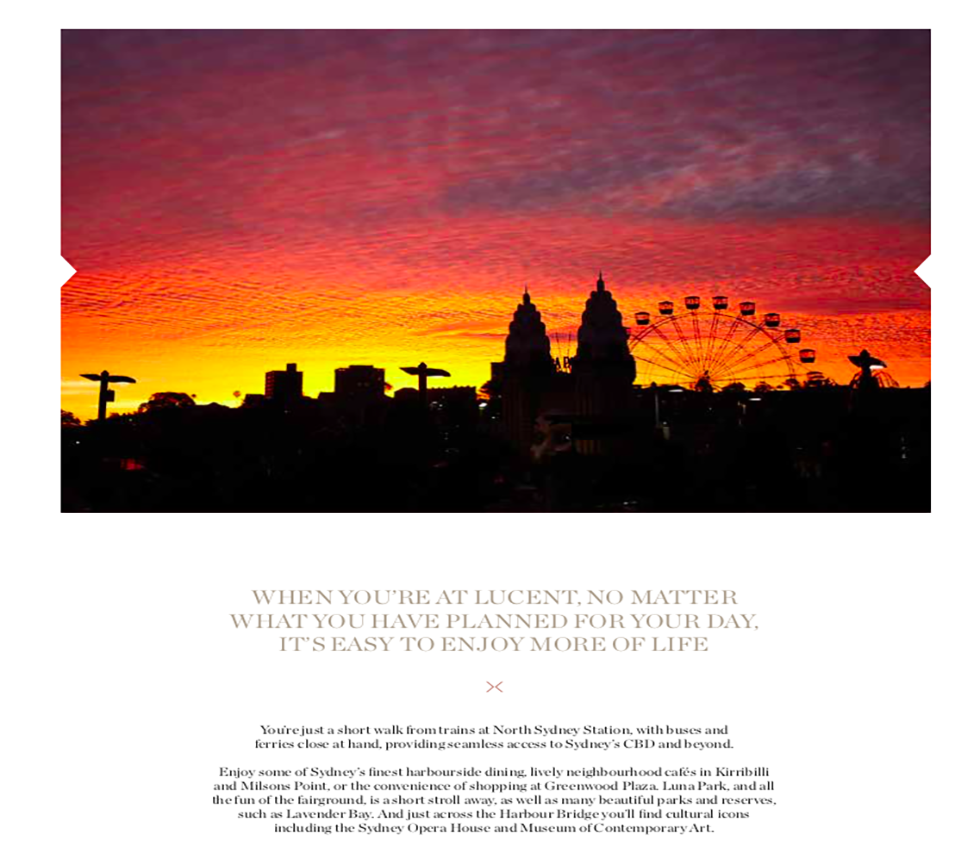 WHEN YOU'RE AT LUCENT, NO MATTER
WHAT YOU HAVE PLANNED FOR YOUR DAY,
IT'S EASY TO ENJOY MORE OF LIFE
You're just a short walk from trains at North Sydney Station, with buses and
ferries close at hand, providing seamless access to Sydney's CBD and beyond.
Enjoy some of Sydney's finest harbourside dining, lively neighbourhood cafés in Kirribilli
and Milsons Point, or the convenience of shopping at Greenwood Plaza. Luna Park, and all
the fun of the fairground, is a short stroll away, as well as many beautiful parks and reserves,
such as Lavender Bay. And just across the Harbour Bridge you'll find cultural icons
including the Sydney Opera House and Museum of Contemporary Art.